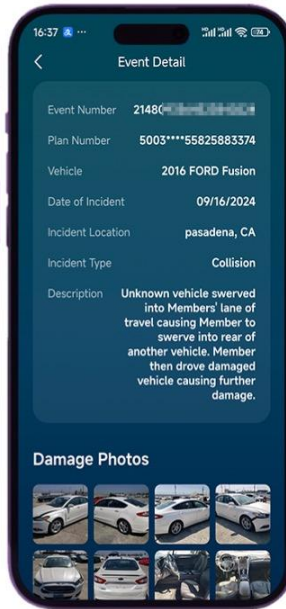 16:37
Event Detail
Event Number 21480
Plan Number 5003****55825883374
Vehicle 2016 FORD Fusion
Date of Incident 09/16/2024
Incident Location pasadena, CA
Incident Type Collision
Description Unknown vehicle swerved
into Members' lane of
travel causing Member to
swerve into rear of
another vehicle. Member
then drove damaged
vehicle causing further
damage.
Damage Photos